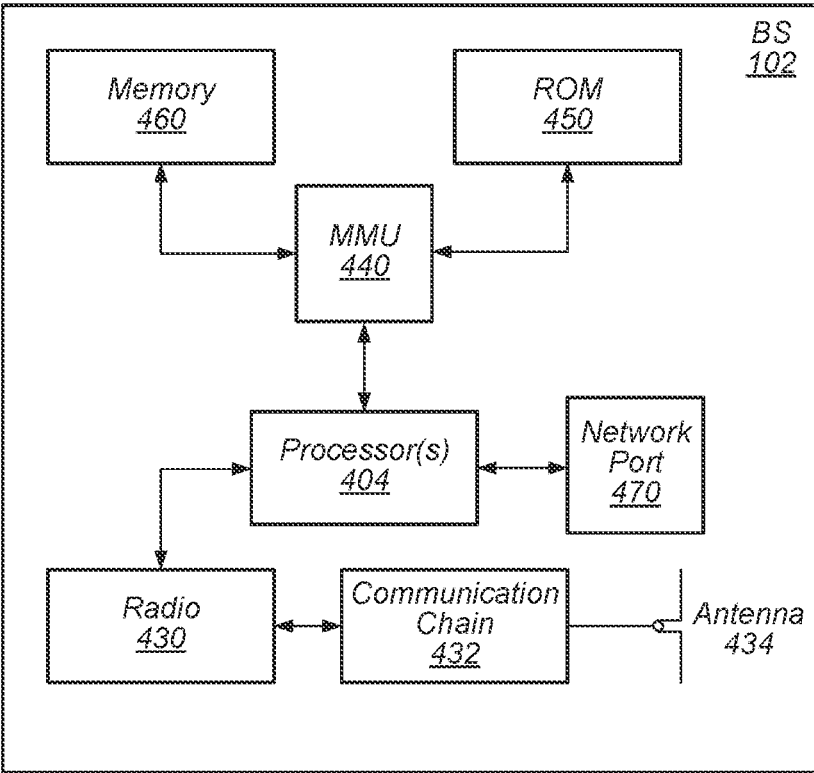 BS
102
Memory
460
ROM
450
MMU
440
Processor(s)
404
Network
Port
470
Radio
430
Communication
Chain
432
Antenna
434